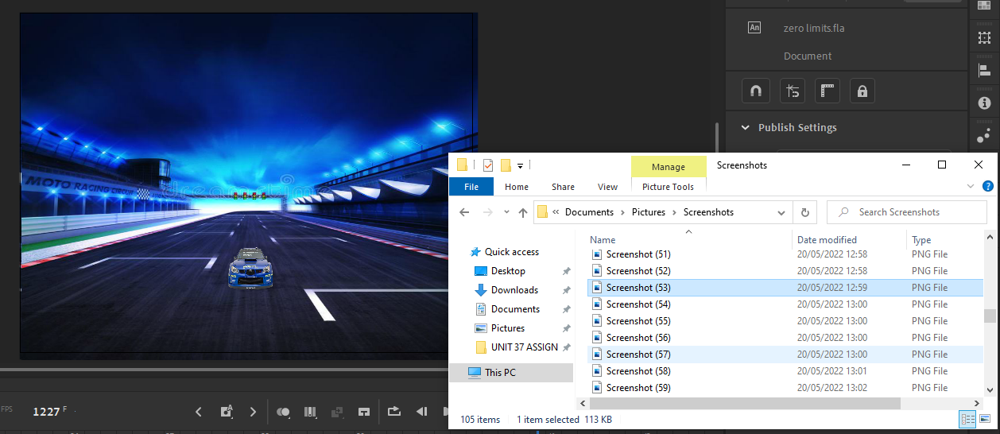 An zero limits.fla
Document
Publish Settings
MOTO RACING CIRCUIT
dreamstime
FPS 1227 F
Manage
Screenshots
File Home Share View Picture Tools
« Documents > Pictures > Screenshots
Search Screenshots
Quick access
Desktop
Downloads
Documents
Pictures
UNIT 37 ASSIGN
This PC
Name Date modified Type
Screenshot (51) 20/05/2022 12:58 PNG File
Screenshot (52) 20/05/2022 12:58 PNG File
Screenshot (53) 20/05/2022 12:59 PNG File
Screenshot (54) 20/05/2022 13:00 PNG File
Screenshot (55) 20/05/2022 13:00 PNG File
Screenshot (56) 20/05/2022 13:00 PNG File
Screenshot (57) 20/05/2022 13:00 PNG File
Screenshot (58) 20/05/2022 13:01 PNG File
Screenshot (59) 20/05/2022 13:02 PNG File
105 items 1 item selected 113 KB